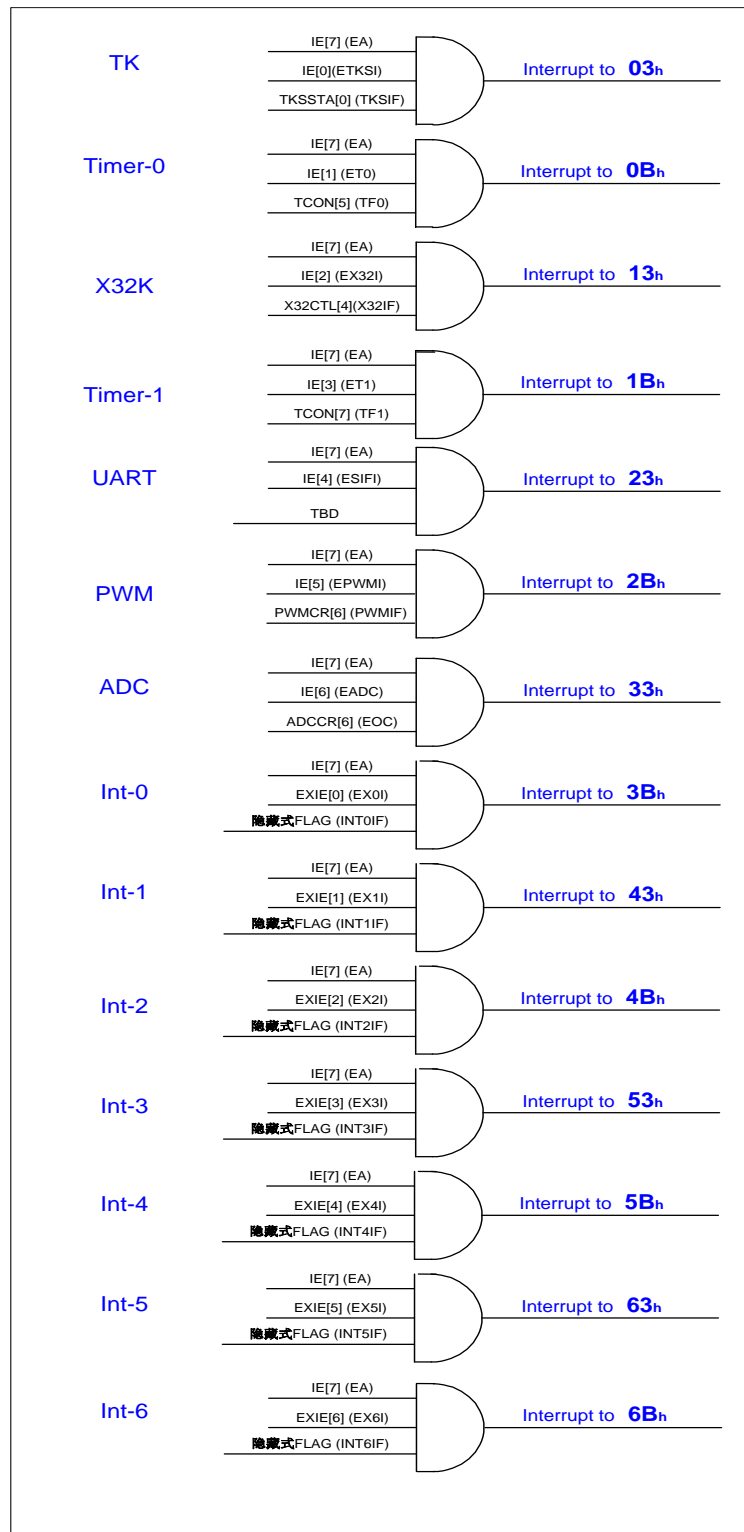 IE[7] (EA)
TK
IE[0](ETKSI)
Interrupt to 03h
TKSSTA[0] (TKSIF)
IE[7] (EA)
Timer-0
IE[1] (ET0)
Interrupt to 0Bh
TCON[5] (TF0)
IE[7] (EA)
X32K
IE[2] (EX32I)
Interrupt to 13h
X32CTL[4](X32IF)
IE[7] (EA)
Timer-1
IE[3] (ET1)
Interrupt to 1Bh
TCON[7] (TF1)
IE[7] (EA)
UART
IE[4] (ESIFI)
Interrupt to 23h
TBD
IE[7] (EA)
PWM
IE[5] (EPWMI)
Interrupt to 2Bh
PWMCR[6] (PWMIF)
IE[7] (EA)
ADC
IE[6] (EADC)
Interrupt to 33h
ADCCR[6] (EOC)
IE[7] (EA)
Int-0
EXIE[0] (EX0I)
Interrupt to 3Bh
隐藏式FLAG (INT0IF)
IE[7] (EA)
Int-1
EXIE[1] (EX1I)
Interrupt to 43h
隐藏式FLAG (INT1IF)
IE[7] (EA)
Int-2
EXIE[2] (EX2I)
Interrupt to 4Bh
隐藏式FLAG (INT2IF)
IE[7] (EA)
Int-3
EXIE[3] (EX3I)
Interrupt to 53h
隐藏式FLAG (INT3IF)
IE[7] (EA)
Int-4
EXIE[4] (EX4I)
Interrupt to 5Bh
隐藏式FLAG (INT4IF)
IE[7] (EA)
Int-5
EXIE[5] (EX5I)
Interrupt to 63h
隐藏式FLAG (INT5IF)
IE[7] (EA)
Int-6
EXIE[6] (EX6I)
Interrupt to 6Bh
隐藏式FLAG (INT6IF)